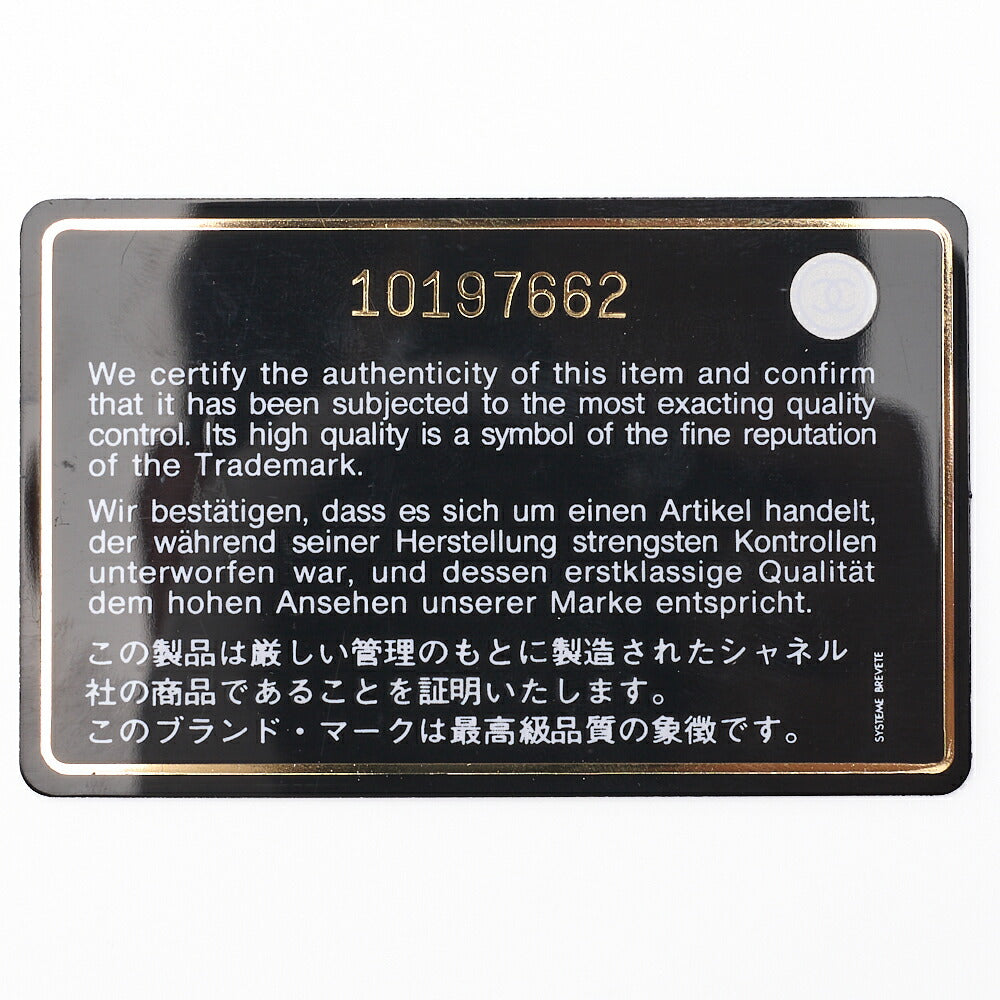 10197662
We certify the authenticity of this item and confirm
that it has been subjected to the most exacting quality
control. Its high quality is a symbol of the fine reputation
of the Trademark.
Wir bestätigen, dass es sich um einen Artikel handelt,
der während seiner Herstellung strengsten Kontrollen
unterworfen war, und dessen erstklassige Qualität
dem hohen Ansehen unserer Marke entspricht.
この製品は厳しい管理のもとに製造されたシャネル
社の商品であることを証明いたします。
このブランド・マークは最高級品質の象徴です。
SYSTEME BREVETE